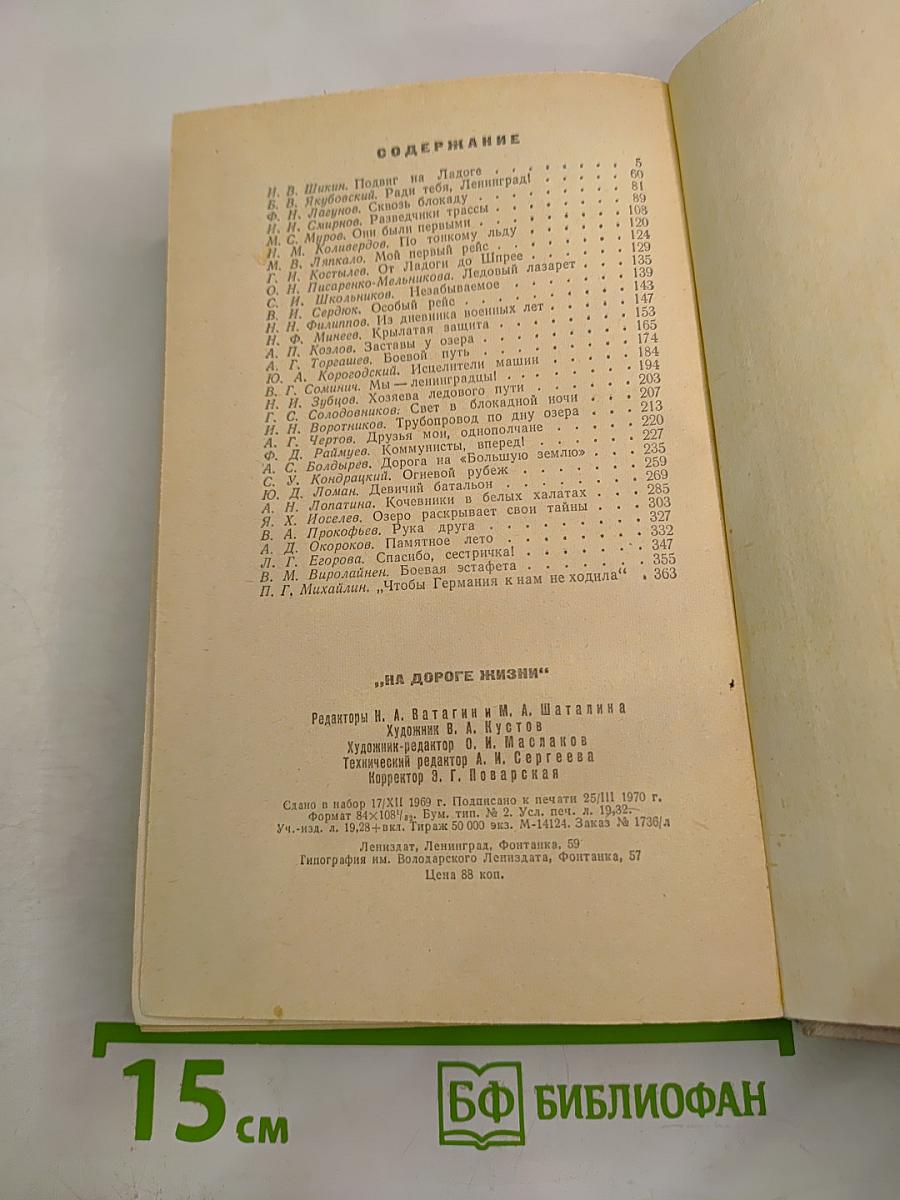 СОДЕРЖАНИЕ
И. В. Шикин. Подвиг на Ладоге . . . . . . . . 5
Б. В. Якубовский. Ради тебя, Ленинград! . . . . . 60
Ф. Н. Лагунов. Сквозь блокаду . . . . . . . . 81
И. И. Смирнов. Разведчики трассы . . . . . . . 89
М. С. Муров. Они были первыми . . . . . . . 108
Н. М. Коливердов. По тонкому льду . . . . . . 120
М. В. Ляпкало. Мой первый рейс . . . . . . . 124
Г. И. Костылев. От Ладоги до Шпрее . . . . . . 129
О. Н. Писаренко-Мельникова. Ледовый лазарет . . . 135
С. И. Школьников. Незабываемое . . . . . . . 139
В. И. Сердюк. Особый рейс . . . . . . . . . 143
Н. Н. Филиппов. Из дневника военных лет . . . . 147
Н. Ф. Минеев. Крылатая защита . . . . . . . 153
А. П. Козлов. Заставы у озера . . . . . . . . 165
А. Г. Торгашев. Боевой путь . . . . . . . . 174
Ю. А. Корогодский. Исцелители машин . . . . . 184
В. Г. Соминич. Мы — ленинградцы! . . . . . . . 194
Н. И. Зубцов. Хозяева ледового пути . . . . . . 203
Г. С. Солодовников. Свет в блокадной ночи . . . . 207
И. Н. Воротников. Трубопровод по дну озера . . . . 213
А. Г. Чертов. Друзья мои, однополчане . . . . . 220
Ф. Д. Раймуев. Коммунисты, вперед! . . . . . . 227
А. С. Болдырев. Дорога на «Большую землю» . . . 235
С. У. Кондрацкий. Огневой рубеж . . . . . . . 259
Ю. Д. Ломан. Девичий батальон . . . . . . . 269
А. Н. Лопатина. Кочевники в белых халатах . . . . 285
Я. Х. Иоселев. Озеро раскрывает свои тайны . . . . 303
В. А. Прокофьев. Рука друга . . . . . . . . 327
А. Д. Окороков. Памятное лето . . . . . . . . 332
Л. Г. Егорова. Спасибо, сестричка! . . . . . . . 347
В. М. Виролайнен. Боевая эстафета . . . . . . . 355
П. Г. Михайлин. „Чтобы Германия к нам не ходила“ . 363
„НА ДОРОГЕ ЖИЗНИ“
Редакторы Н. А. Ватагин и М. А. Шаталина
Художник В. А. Кустов
Художник-редактор О. И. Маслаков
Технический редактор А. И. Сергеева
Корректор Э. Г. Поварская
Сдано в набор 17/XII 1969 г. Подписано к печати 25/III 1970 г.
Формат 84×108¹/₃₂. Бум. тип. № 2. Усл. печ. л. 19,32.
Уч.-изд. л. 19,28+вкл. Тираж 50 000 экз. М-14124. Заказ № 1736/л
Лениздат, Ленинград, Фонтанка, 59
Типография им. Володарского Лениздата, Фонтанка, 57
Цена 88 коп.
15 см
БФ БИБЛИОФАН